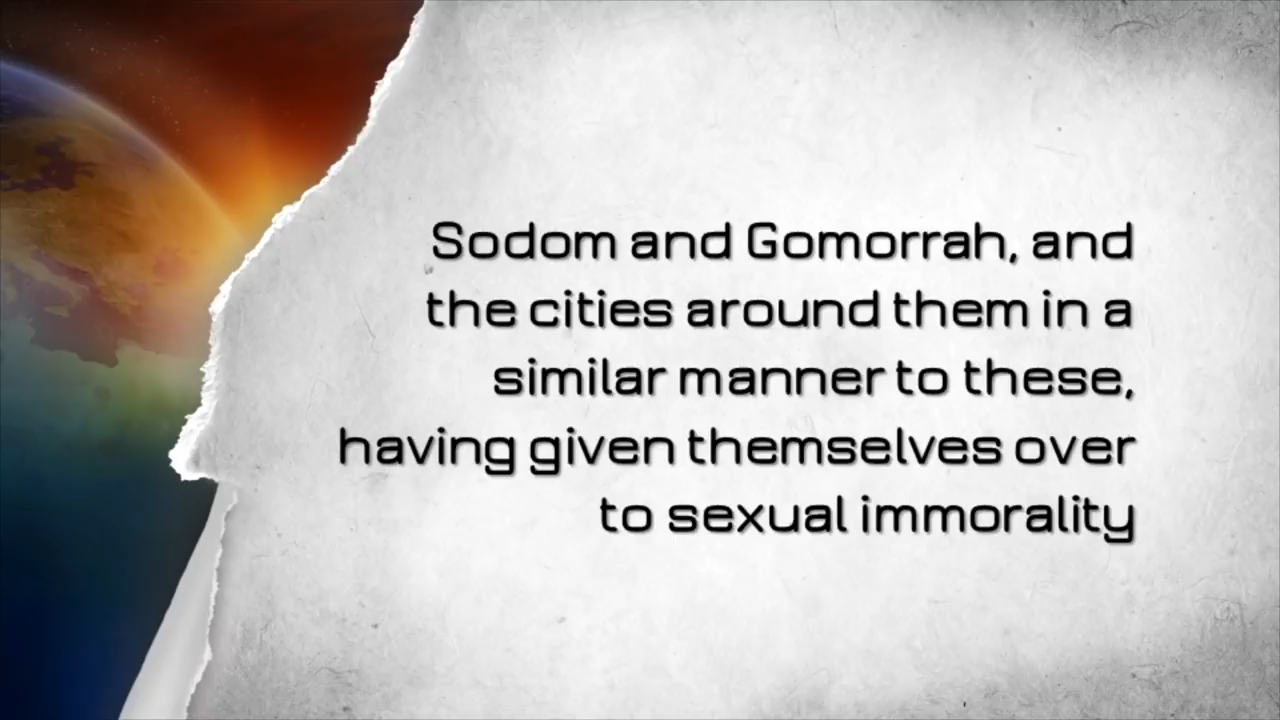 Sodom and Gomorrah, and
the cities around them in a
similar manner to these,
having given themselves over
to sexual immorality